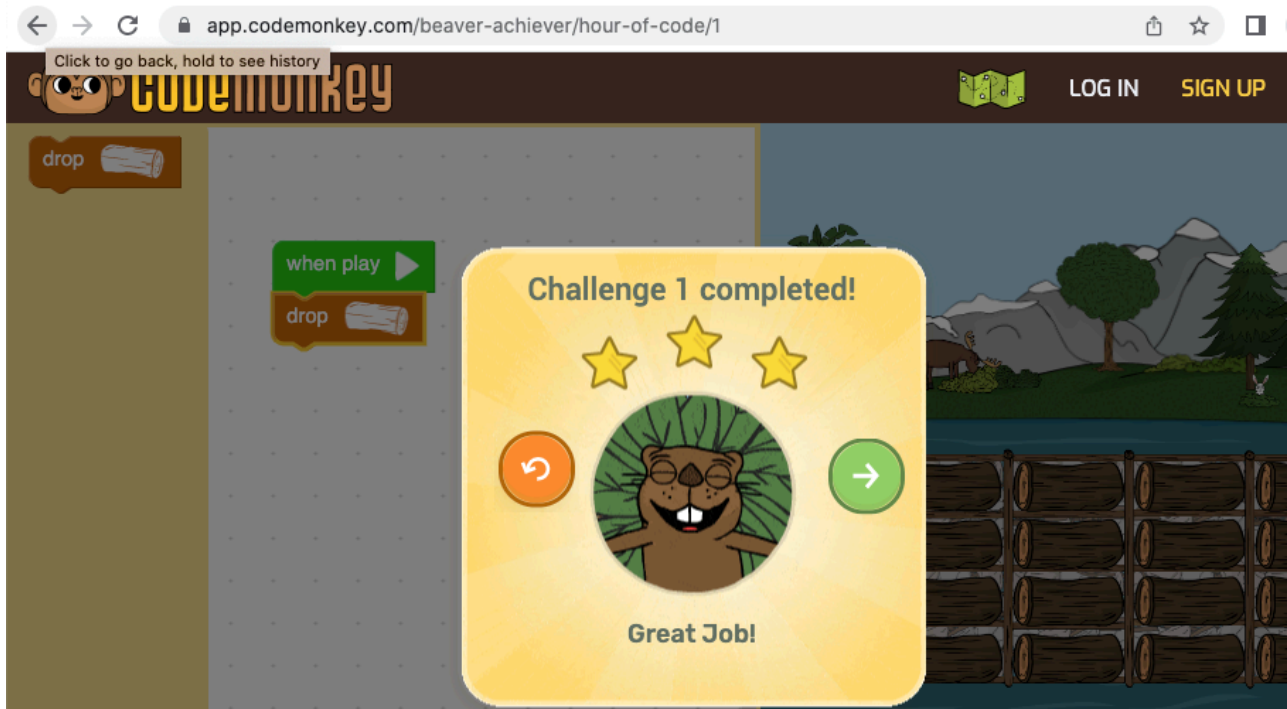 app.codemonkey.com/beaver-achiever/hour-of-code/1
Click to go back, hold to see history
CODEMONKEY
LOG IN
SIGN UP
drop
when play
drop
Challenge 1 completed!
Great Job!